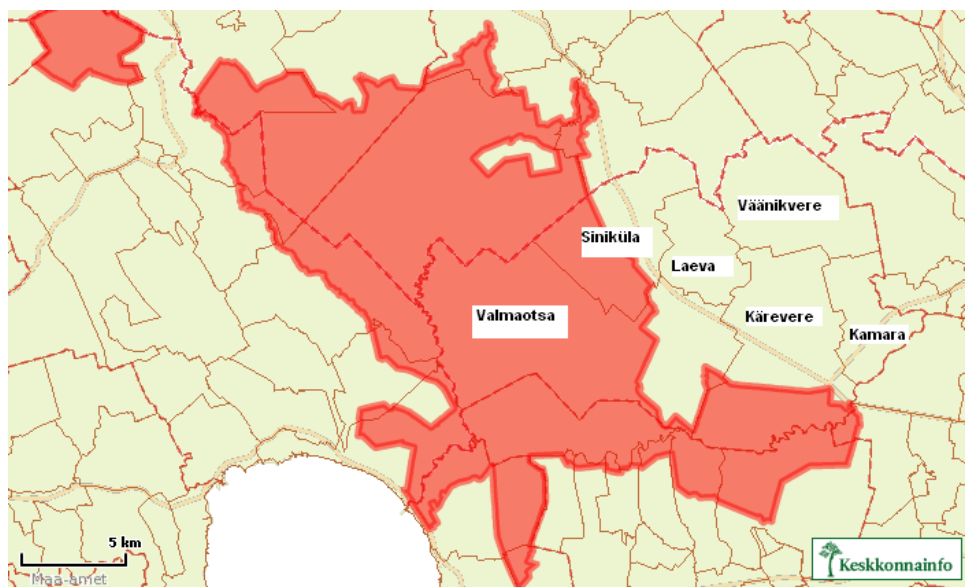 Väänikvere
Siniküla
Laeva
Valmaotsa
Kärevere
Kamara
5 km
Maa-amet
Keskkonnainfo